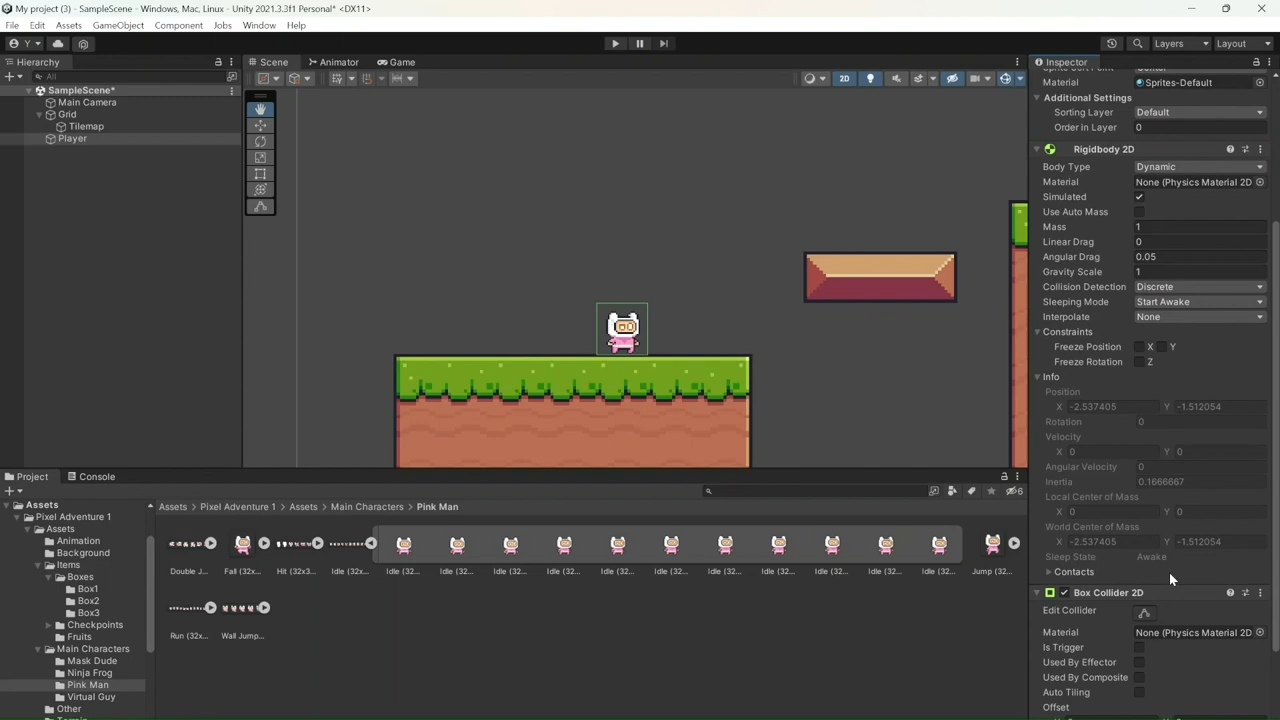 My project (3) - SampleScene - Windows, Mac, Linux - Unity 2021.3.3f1 Personal* <DX11>
File Edit Assets GameObject Component Jobs Window Help
Y
Layers Layout
Hierarchy
All
SampleScene*
Main Camera
Grid
Tilemap
Player
Scene Animator Game
2D
Inspector
Material Sprites-Default
Additional Settings
Sorting Layer Default
Order in Layer 0
Rigidbody 2D
Body Type Dynamic
Material None (Physics Material 2D
Simulated
Use Auto Mass
Mass 1
Linear Drag 0
Angular Drag 0.05
Gravity Scale 1
Collision Detection Discrete
Sleeping Mode Start Awake
Interpolate None
Constraints
Freeze Position X Y
Freeze Rotation Z
Info
Position
X -2.537405 Y -1.512054
Rotation 0
Velocity
X 0 Y 0
Angular Velocity 0
Inertia 0.1666667
Local Center of Mass
X 0 Y 0
World Center of Mass
X -2.537405 Y -1.512054
Sleep State Awake
Contacts
Box Collider 2D
Edit Collider
Material None (Physics Material 2D
Is Trigger
Used By Effector
Used By Composite
Auto Tiling
Offset
Project Console
6
Assets
Pixel Adventure 1
Assets
Animation
Background
Items
Boxes
Box1
Box2
Box3
Checkpoints
Fruits
Main Characters
Mask Dude
Ninja Frog
Pink Man
Virtual Guy
Other
Assets > Pixel Adventure 1 > Assets > Main Characters > Pink Man
Double J... Fall (32x... Hit (32x3... Idle (32x... Idle (32... Idle (32... Idle (32... Idle (32... Idle (32... Idle (32... Idle (32... Idle (32... Idle (32... Idle (32... Idle (32... Jump (32...
Run (32x... Wall Jump...